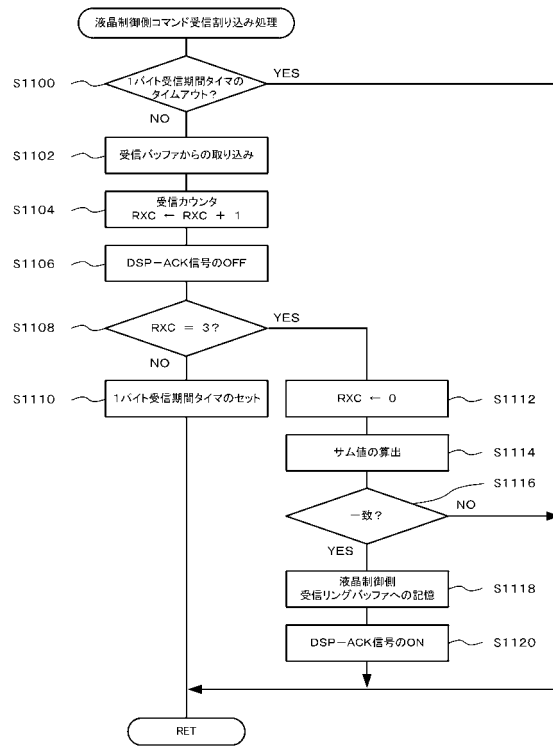 液晶制御側コマンド受信割り込み処理
S1100
1バイト受信期間タイマの
タイムアウト?
YES
NO
S1102
受信バッファからの取り込み
S1104
受信カウンタ
RXC ← RXC + 1
S1106
DSP-ACK信号のOFF
S1108
RXC = 3?
YES
NO
S1110
1バイト受信期間タイマのセット
RXC ← 0
S1112
サム値の算出
S1114
S1116
一致?
NO
YES
液晶制御側
受信リングバッファへの記憶
S1118
DSP-ACK信号のON
S1120
RET